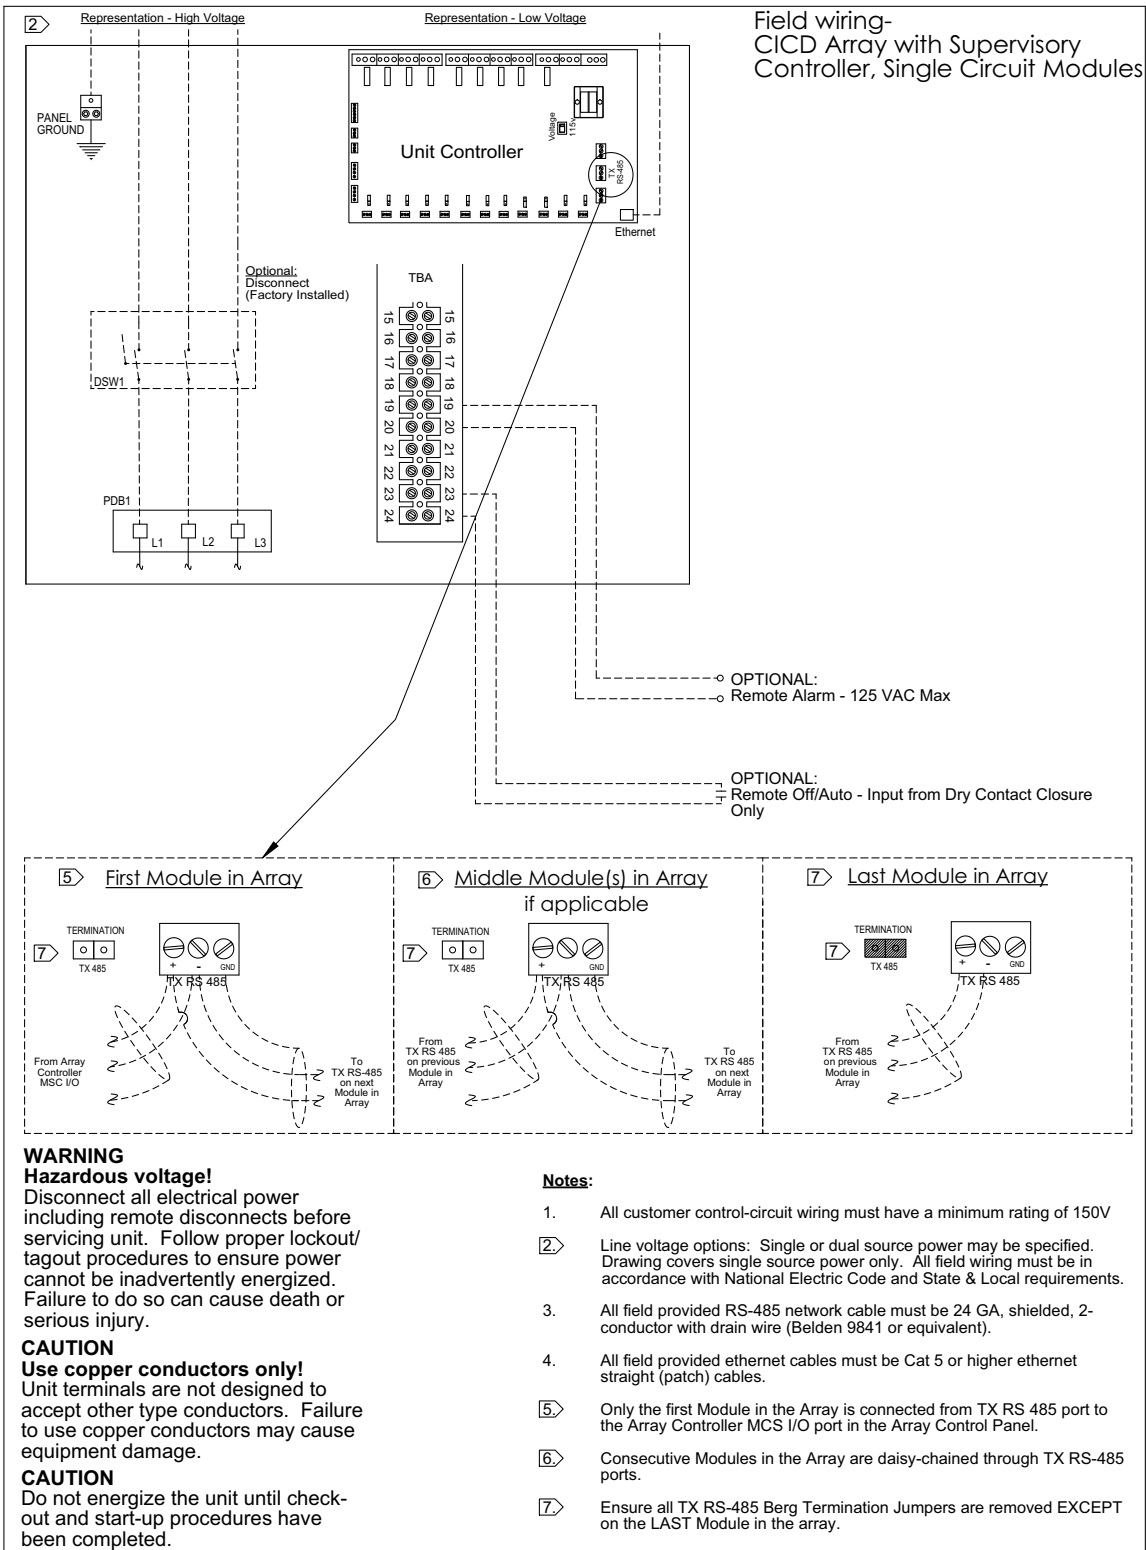 2
Representation - High Voltage
Representation - Low Voltage
Field wiring-
CICD Array with Supervisory
Controller, Single Circuit Modules
PANEL
GROUND
Voltage
115v
Unit Controller
TX
RS-485
Ethernet
Optional:
Disconnect
(Factory Installed)
DSW1
TBA
15 15
16 16
17 17
18 18
19 19
20 20
21 21
22 22
23 23
24 24
PDB1
L1
L2
L3
OPTIONAL:
Remote Alarm - 125 VAC Max
OPTIONAL:
Remote Off/Auto - Input from Dry Contact Closure
Only
5 First Module in Array
TERMINATION
7
TX 485
+ - GND
TX RS 485
From Array
Controller
MSC I/O
To
TX RS-485
on next
Module in
Array
6 Middle Module(s) in Array
if applicable
TERMINATION
7
TX 485
+ - GND
TX RS 485
From
TX RS 485
on previous
Module in
Array
To
TX RS 485
on next
Module in
Array
7 Last Module in Array
TERMINATION
7
TX 485
+ - GND
TX RS 485
From
TX RS 485
on previous
Module in
Array
WARNING
Hazardous voltage!
Disconnect all electrical power
including remote disconnects before
servicing unit. Follow proper lockout/
tagout procedures to ensure power
cannot be inadvertently energized.
Failure to do so can cause death or
serious injury.
CAUTION
Use copper conductors only!
Unit terminals are not designed to
accept other type conductors. Failure
to use copper conductors may cause
equipment damage.
CAUTION
Do not energize the unit until check-
out and start-up procedures have
been completed.
Notes:
1. All customer control-circuit wiring must have a minimum rating of 150V
2. Line voltage options: Single or dual source power may be specified.
Drawing covers single source power only. All field wiring must be in
accordance with National Electric Code and State & Local requirements.
3. All field provided RS-485 network cable must be 24 GA, shielded, 2-
conductor with drain wire (Belden 9841 or equivalent).
4. All field provided ethernet cables must be Cat 5 or higher ethernet
straight (patch) cables.
5. Only the first Module in the Array is connected from TX RS 485 port to
the Array Controller MCS I/O port in the Array Control Panel.
6. Consecutive Modules in the Array are daisy-chained through TX RS-485
ports.
7. Ensure all TX RS-485 Berg Termination Jumpers are removed EXCEPT
on the LAST Module in the array.